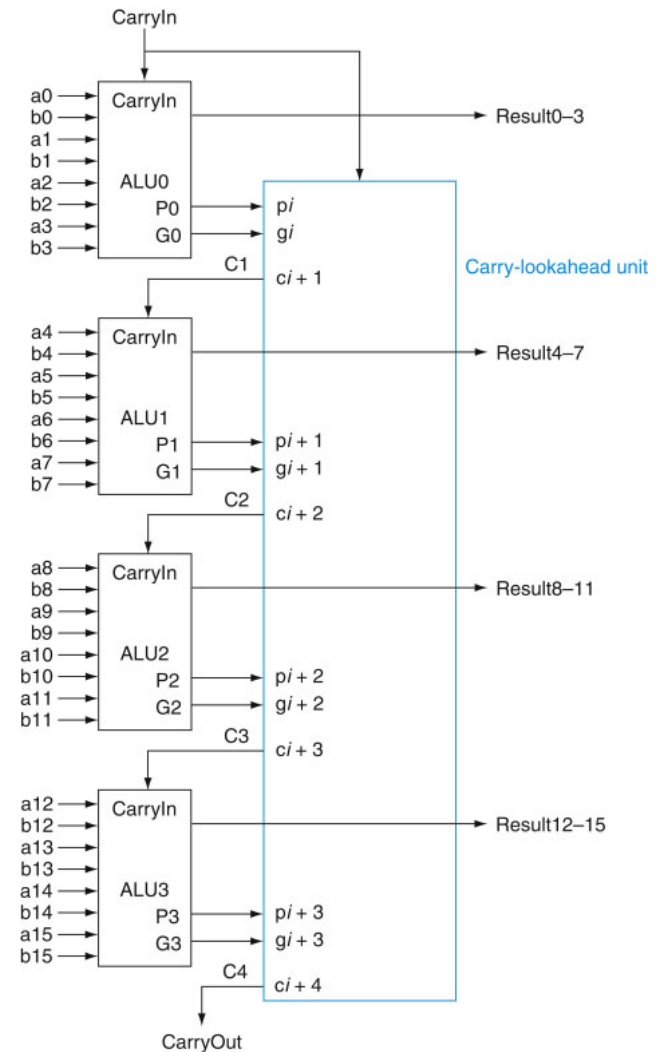 CarryIn
a0
CarryIn
b0
Result0–3
a1
b1
a2
ALU0
b2
P0
pi
a3
G0
gi
b3
C1
ci + 1
Carry-lookahead unit
a4
CarryIn
b4
Result4–7
a5
b5
a6
ALU1
b6
P1
pi + 1
a7
G1
gi + 1
b7
C2
ci + 2
a8
CarryIn
b8
Result8–11
a9
b9
a10
ALU2
b10
P2
pi + 2
a11
G2
gi + 2
b11
C3
ci + 3
a12
CarryIn
b12
Result12–15
a13
b13
a14
ALU3
b14
P3
pi + 3
a15
G3
gi + 3
b15
C4
ci + 4
CarryOut